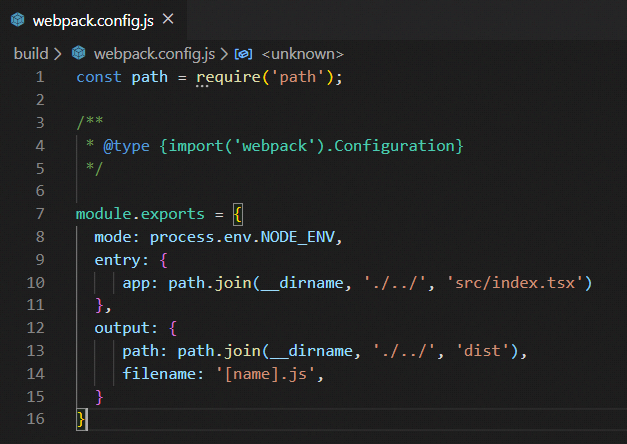 webpack.config.js ×
build > webpack.config.js > <unknown>
1 const path = require('path');
2
3 /**
4 * @type {import('webpack').Configuration}
5 */
6
7 module.exports = {
8 mode: process.env.NODE_ENV,
9 entry: {
10 app: path.join(__dirname, './../', 'src/index.tsx')
11 },
12 output: {
13 path: path.join(__dirname, './../', 'dist'),
14 filename: '[name].js',
15 }
16 }